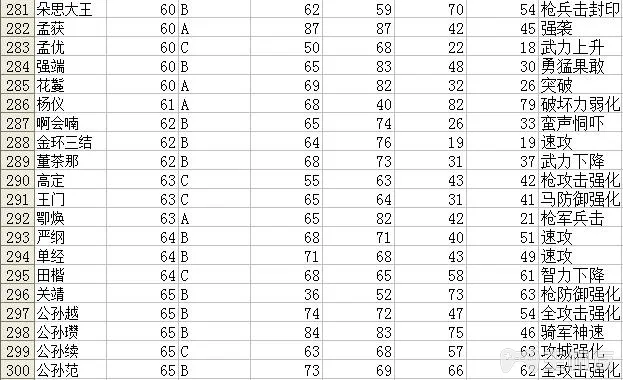 281 朵思大王 60 B 62 59 70 54 枪兵击封印
282 孟获 60 A 87 87 42 45 强袭
283 孟优 60 C 50 68 22 18 武力上升
284 强端 60 B 65 83 48 30 勇猛果敢
285 花鬘 60 A 69 82 32 26 突破
286 杨仪 61 A 68 40 82 79 破坏力弱化
287 啊会喃 62 B 65 74 26 33 蛮声恫吓
288 金环三结 62 B 64 76 19 19 速攻
289 董茶那 62 B 68 73 31 37 武力下降
290 高定 63 C 55 63 43 42 枪攻击强化
291 王门 63 C 65 64 31 41 马防御强化
292 鄂焕 63 A 65 82 42 21 枪军兵击
293 严纲 64 B 68 71 40 51 速攻
294 单经 64 B 71 68 43 49 速攻
295 田楷 64 C 68 65 58 61 智力下降
296 关靖 65 B 36 52 73 63 枪防御强化
297 公孙越 65 B 74 72 47 54 全攻击强化
298 公孙瓒 65 B 84 83 75 46 骑军神速
299 公孙续 65 C 63 68 57 63 攻城强化
300 公孙范 65 B 73 69 66 62 全攻击强化